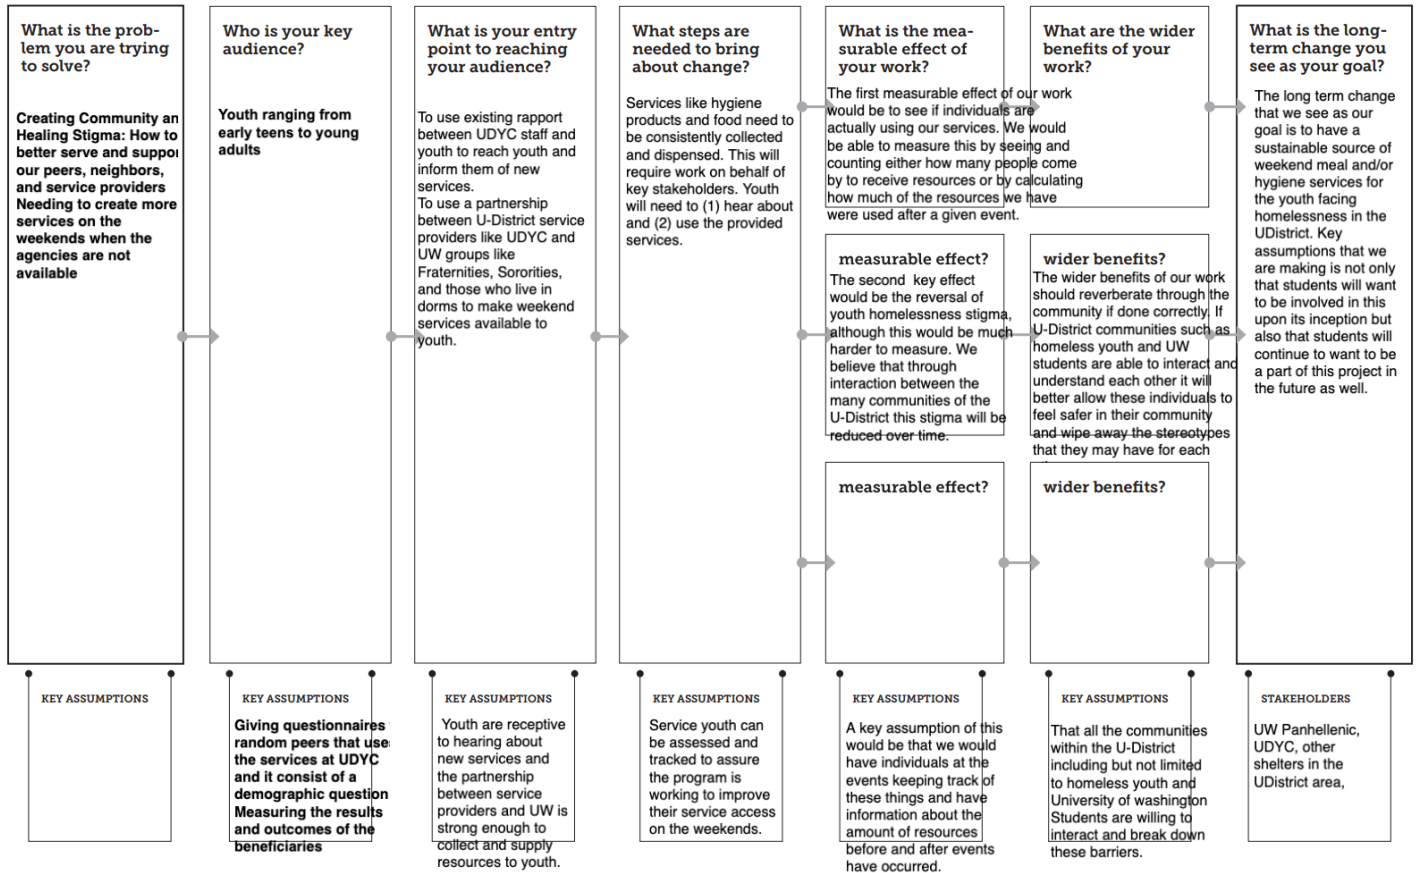 What is the prob-
lem you are trying
to solve?
Creating Community an
Healing Stigma: How to
better serve and suppor
our peers, neighbors,
and service providers
Needing to create more
services on the
weekends when the
agencies are not
available
Who is your key
audience?
Youth ranging from
early teens to young
adults
What is your entry
point to reaching
your audience?
To use existing rapport
between UDYC staff and
youth to reach youth and
inform them of new
services.
To use a partnership
between U-District service
providers like UDYC and
UW groups like
Fraternities, Sororities,
and those who live in
dorms to make weekend
services available to
youth.
What steps are
needed to bring
about change?
Services like hygiene
products and food need to
be consistently collected
and dispensed. This will
require work on behalf of
key stakeholders. Youth
will need to (1) hear about
and (2) use the provided
services.
What is the mea-
surable effect of
your work?
The first measurable effect of our work
would be to see if individuals are
actually using our services. We would
be able to measure this by seeing and
counting either how many people come
by to receive resources or by calculating
how much of the resources we have
were used after a given event.
measurable effect?
The second  key effect
would be the reversal of
youth homelessness stigma,
although this would be much
harder to measure. We
believe that through
interaction between the
many communities of the
U-District this stigma will be
reduced over time.
measurable effect?
What are the wider
benefits of your
work?
wider benefits?
The wider benefits of our work
should reverberate through the
community if done correctly. If
U-District communities such as
homeless youth and UW
students are able to interact and
understand each other it will
better allow these individuals to
feel safer in their community
and wipe away the stereotypes
that they may have for each
wider benefits?
What is the long-
term change you
see as your goal?
The long term change
that we see as our
goal is to have a
sustainable source of
weekend meal and/or
hygiene services for
the youth facing
homelessness in the
UDistrict. Key
assumptions that we
are making is not only
that students will want
to be involved in this
upon its inception but
also that students will
continue to want to be
a part of this project in
the future as well.
KEY ASSUMPTIONS
KEY ASSUMPTIONS
Giving questionnaires
random peers that use
the services at UDYC
and it consist of a
demographic question
Measuring the results
and outcomes of the
beneficiaries
KEY ASSUMPTIONS
Youth are receptive
to hearing about
new services and
the partnership
between service
providers and UW is
strong enough to
collect and supply
resources to youth.
KEY ASSUMPTIONS
Service youth can
be assessed and
tracked to assure
the program is
working to improve
their service access
on the weekends.
KEY ASSUMPTIONS
A key assumption of this
would be that we would
have individuals at the
events keeping track of
these things and have
information about the
amount of resources
before and after events
have occurred.
KEY ASSUMPTIONS
That all the communities
within the U-District
including but not limited
to homeless youth and
University of washington
Students are willing to
interact and break down
these barriers.
STAKEHOLDERS
UW Panhellenic,
UDYC, other
shelters in the
UDistrict area,